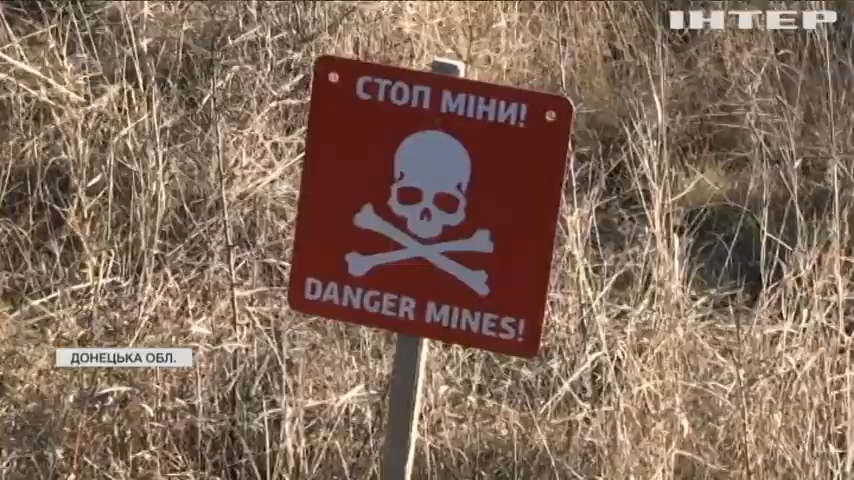 ІНТЕР
СТОП МІНИ!
DANGER MINES!
ДОНЕЦЬКА ОБЛ.